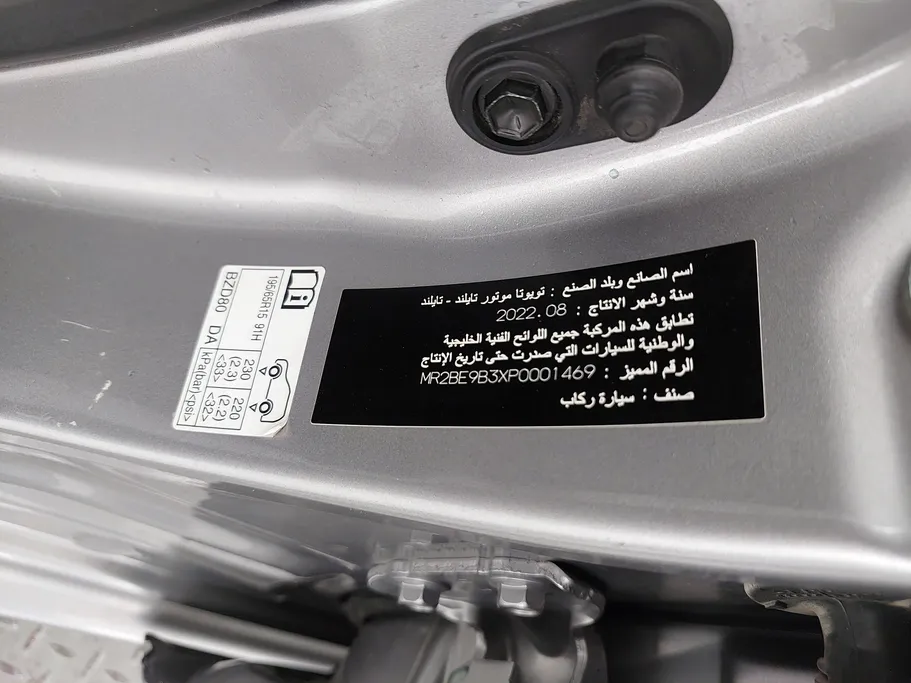 اسم الصانع وبلد الصنع : تويوتا موتور تايلند - تايلند
سنة وشهر الانتاج : 2022.08
تطابق هذه المركبة جميع اللوائح الفنية الخليجية
والوطنية للسيارات التي صدرت حتى تاريخ الإنتاج
الرقم المميز : MR2BE9B3XP0001469
صنف : سيارة ركاب
195/65R15 91H
230
(2.3)
<33>
220
(2.2)
<32>
BZD80 DA kPa(bar)<psi>